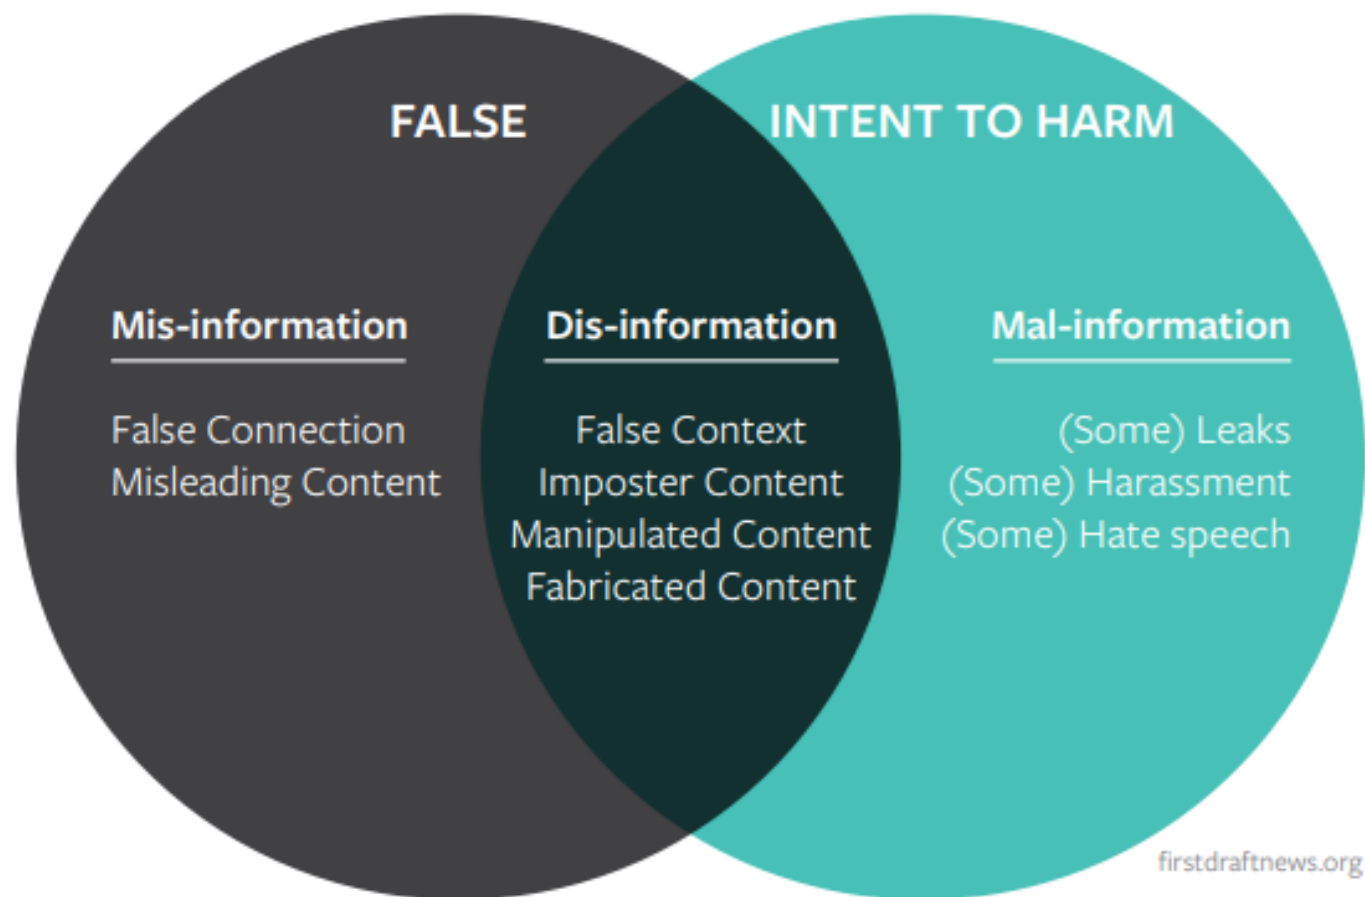 FALSE
INTENT TO HARM
Mis-information
False Connection
Misleading Content
Dis-information
False Context
Imposter Content
Manipulated Content
Fabricated Content
Mal-information
(Some) Leaks
(Some) Harassment
(Some) Hate speech
firstdraftnews.org